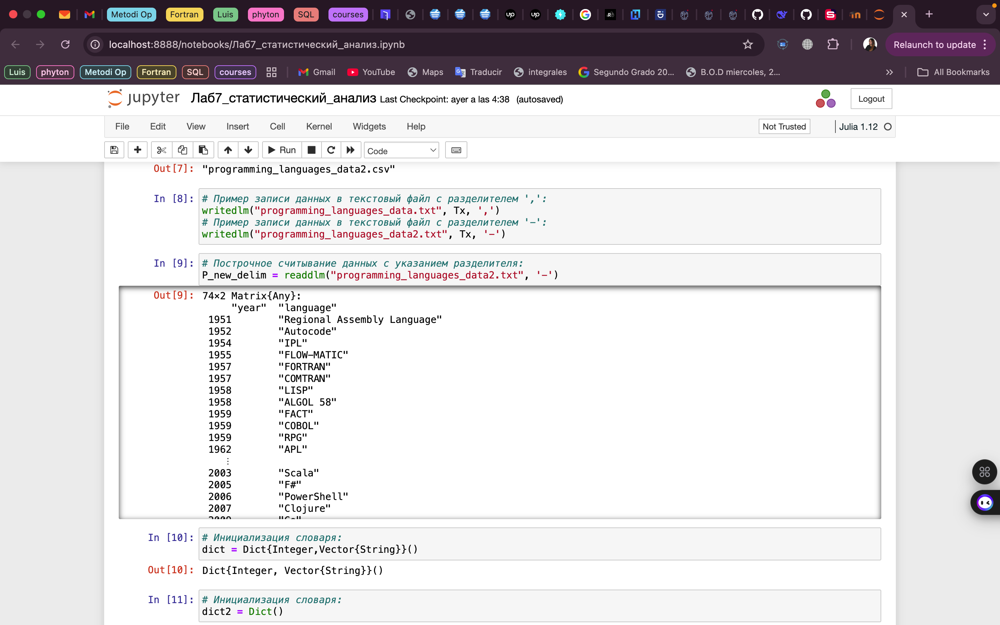 Metodi Op Fortran Luis phyton SQL courses
localhost:8888/notebooks/Лаб7_статистический_анализ.ipynb Relaunch to update
Luis phyton Metodi Op Fortran SQL courses Gmail YouTube Maps Traducir integrales Segundo Grado 20... B.O.D miercoles, 2... All Bookmarks
jupyter Лаб7_статистический_анализ Last Checkpoint: ayer a las 4:38 (autosaved) Logout
File Edit View Insert Cell Kernel Widgets Help Not Trusted Julia 1.12
Run Code
Out[7]: "programming_languages_data2.csv"
In [8]: # Пример записи данных в текстовый файл с разделителем ',':
writedlm("programming_languages_data.txt", Tx, ',')
# Пример записи данных в текстовый файл с разделителем '-':
writedlm("programming_languages_data2.txt", Tx, '-')
In [9]: # Построчное считывание данных с указанием разделителя:
P_new_delim = readdlm("programming_languages_data2.txt", '-')
Out[9]: 74×2 Matrix{Any}:
"year" "language"
1951 "Regional Assembly Language"
1952 "Autocode"
1954 "IPL"
1955 "FLOW-MATIC"
1957 "FORTRAN"
1957 "COMTRAN"
1958 "LISP"
1958 "ALGOL 58"
1959 "FACT"
1959 "COBOL"
1959 "RPG"
1962 "APL"
⋮
2003 "Scala"
2005 "F#"
2006 "PowerShell"
2007 "Clojure"
2009 "Go"
In [10]: # Инициализация словаря:
dict = Dict{Integer,Vector{String}}()
Out[10]: Dict{Integer, Vector{String}}()
In [11]: # Инициализация словаря:
dict2 = Dict()